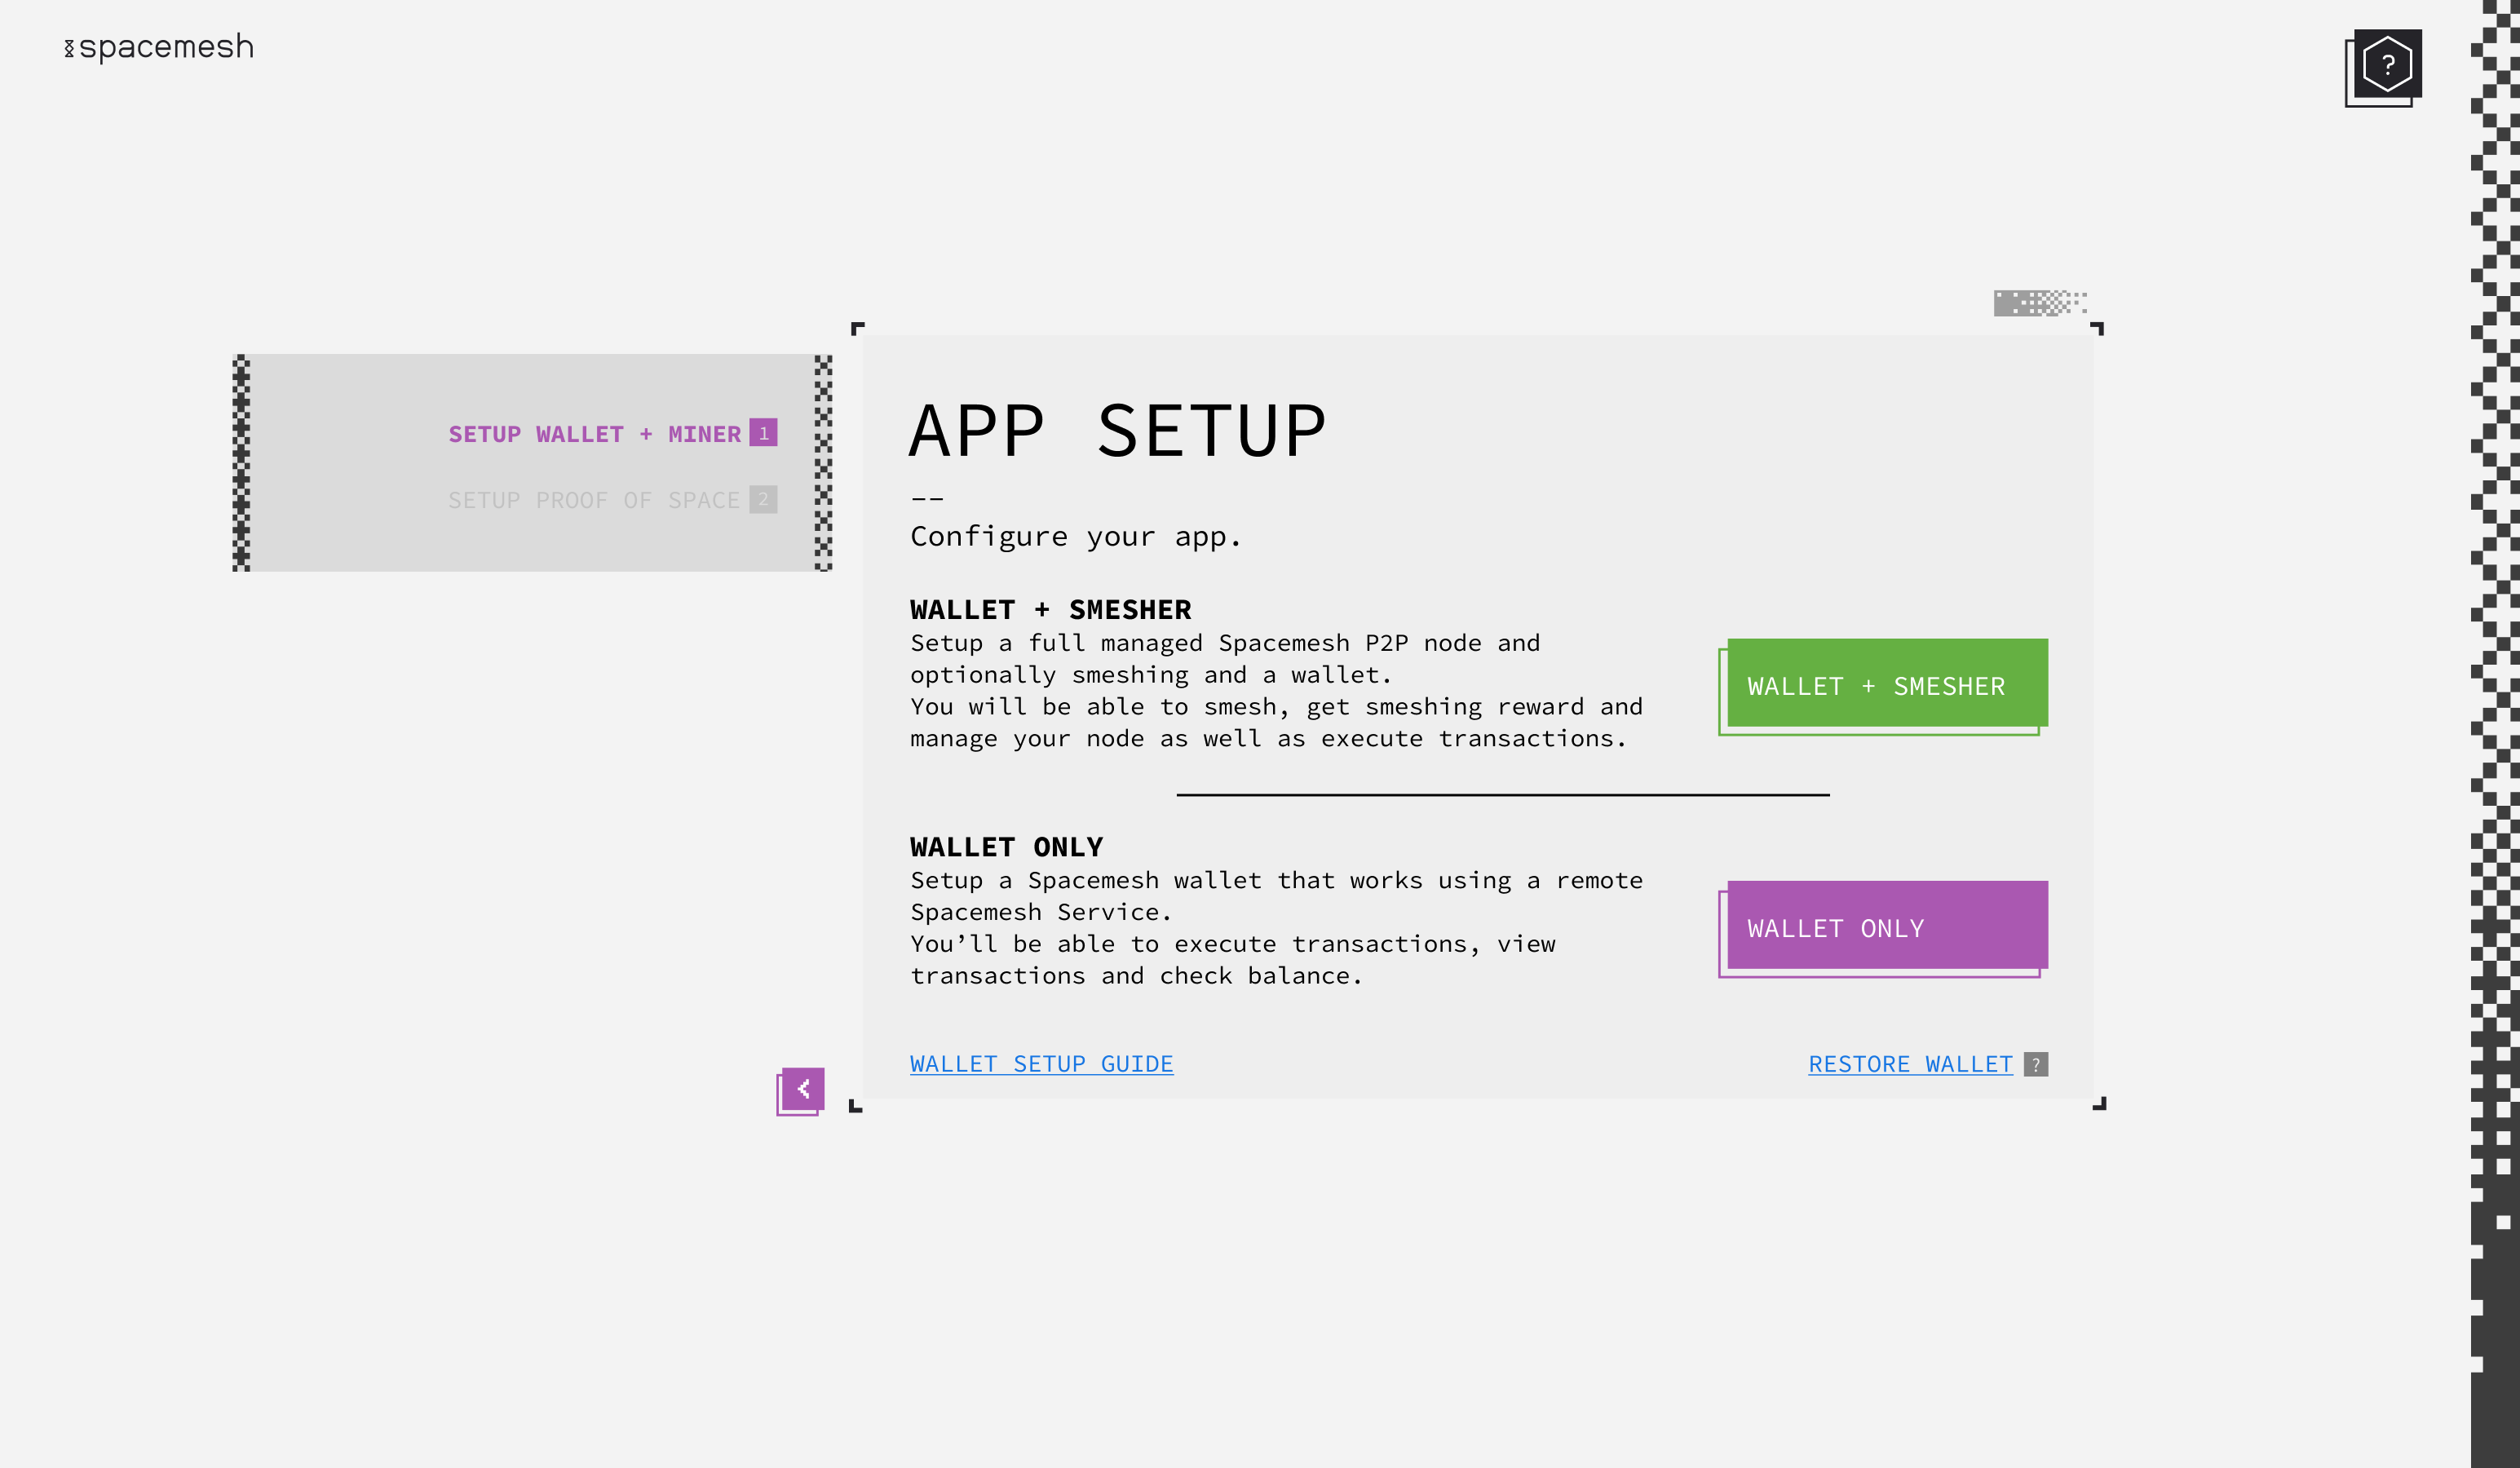 spacemesh
?
SETUP WALLET + MINER 1
SETUP PROOF OF SPACE 2
APP SETUP
--
Configure your app.
WALLET + SMESHER
Setup a full managed Spacemesh P2P node and
optionally smeshing and a wallet.
You will be able to smesh, get smeshing reward and
manage your node as well as execute transactions.
WALLET + SMESHER
WALLET ONLY
Setup a Spacemesh wallet that works using a remote
Spacemesh Service.
You’ll be able to execute transactions, view
transactions and check balance.
WALLET ONLY
WALLET SETUP GUIDE
RESTORE WALLET ?